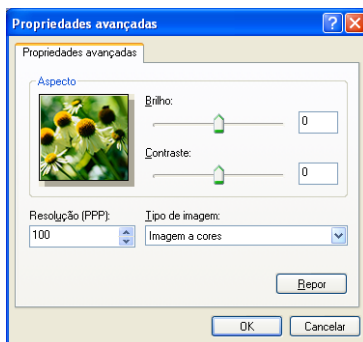 Propriedades avançadas
Propriedades avançadas
Aspecto
Brilho:
0
Contraste:
0
Resolução (PPP):
Tipo de imagem:
100
Imagem a cores
Repor
OK
Cancelar